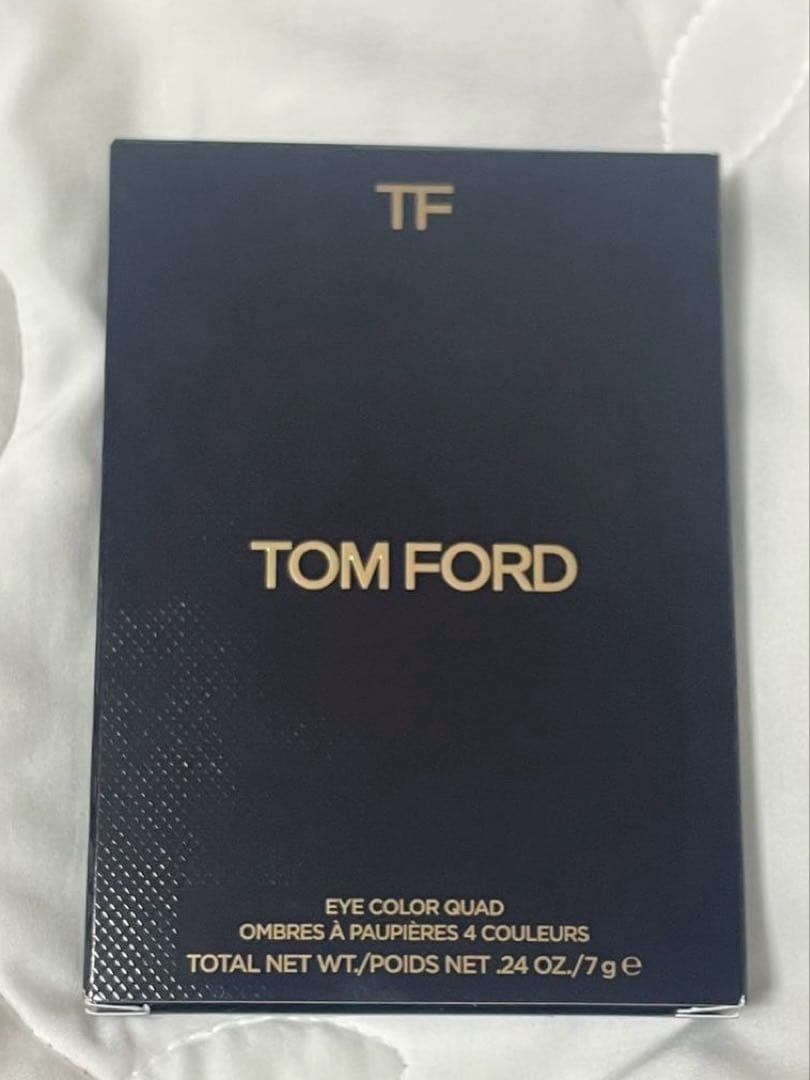 TF
TOM FORD
EYE COLOR QUAD
OMBRES À PAUPIÈRES 4 COULEURS
TOTAL NET WT./POIDS NET .24 OZ./7 g ℮